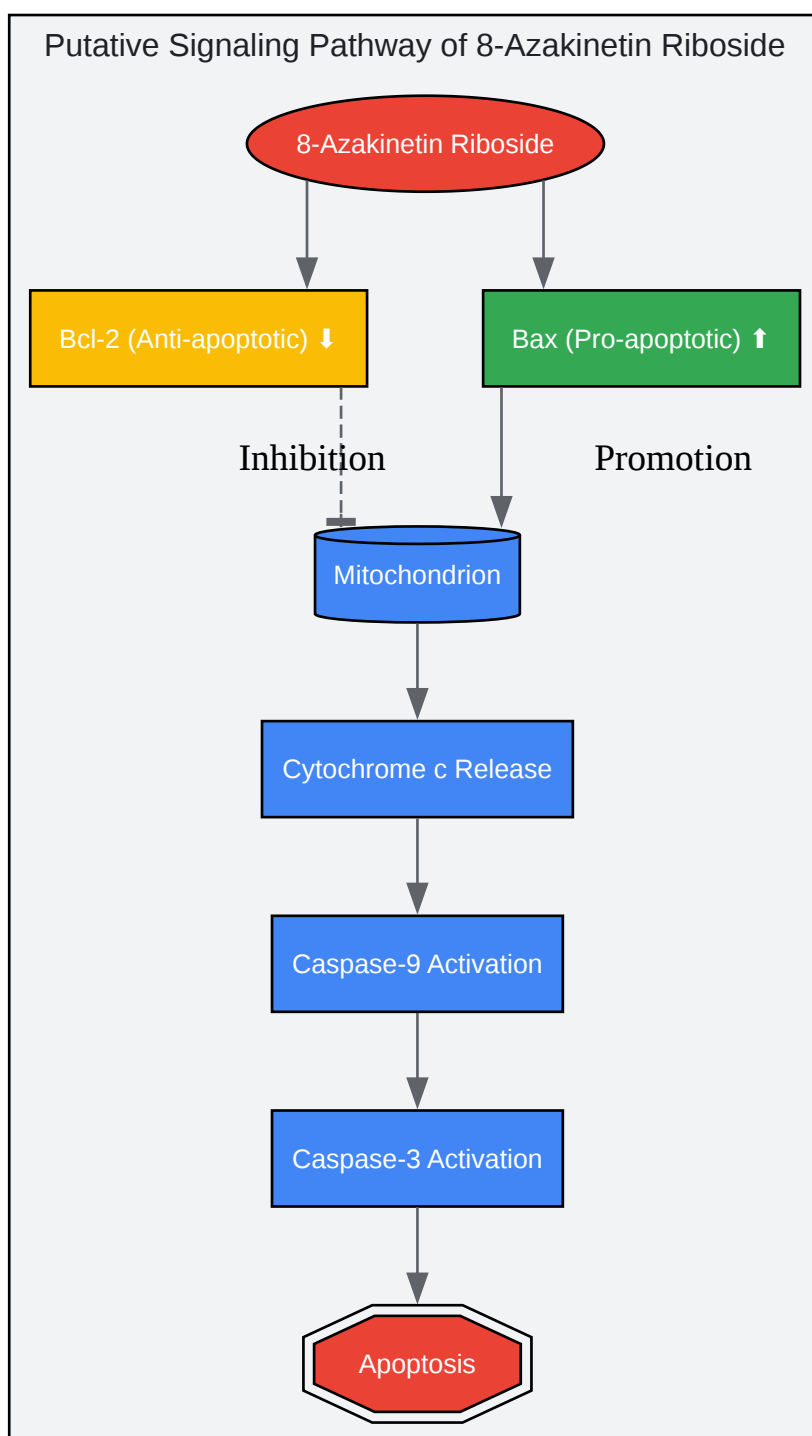 Putative Signaling Pathway of 8-Azakinetin Riboside
8-Azakinetin Riboside
Bcl-2 (Anti-apoptotic) ⬇
Bax (Pro-apoptotic) ⬆
Inhibition
Promotion
Mitochondrion
Cytochrome c Release
Caspase-9 Activation
Caspase-3 Activation
Apoptosis